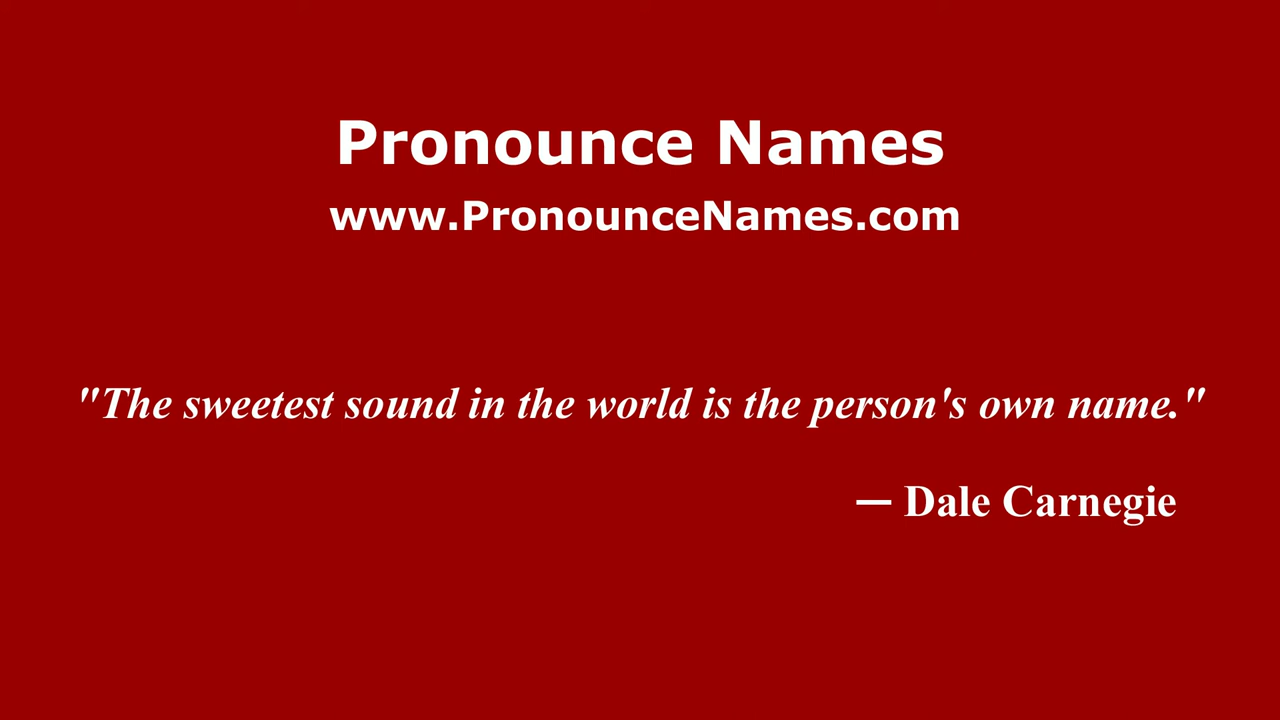 Pronounce Names
www.PronounceNames.com
"The sweetest sound in the world is the person's own name."
— Dale Carnegie